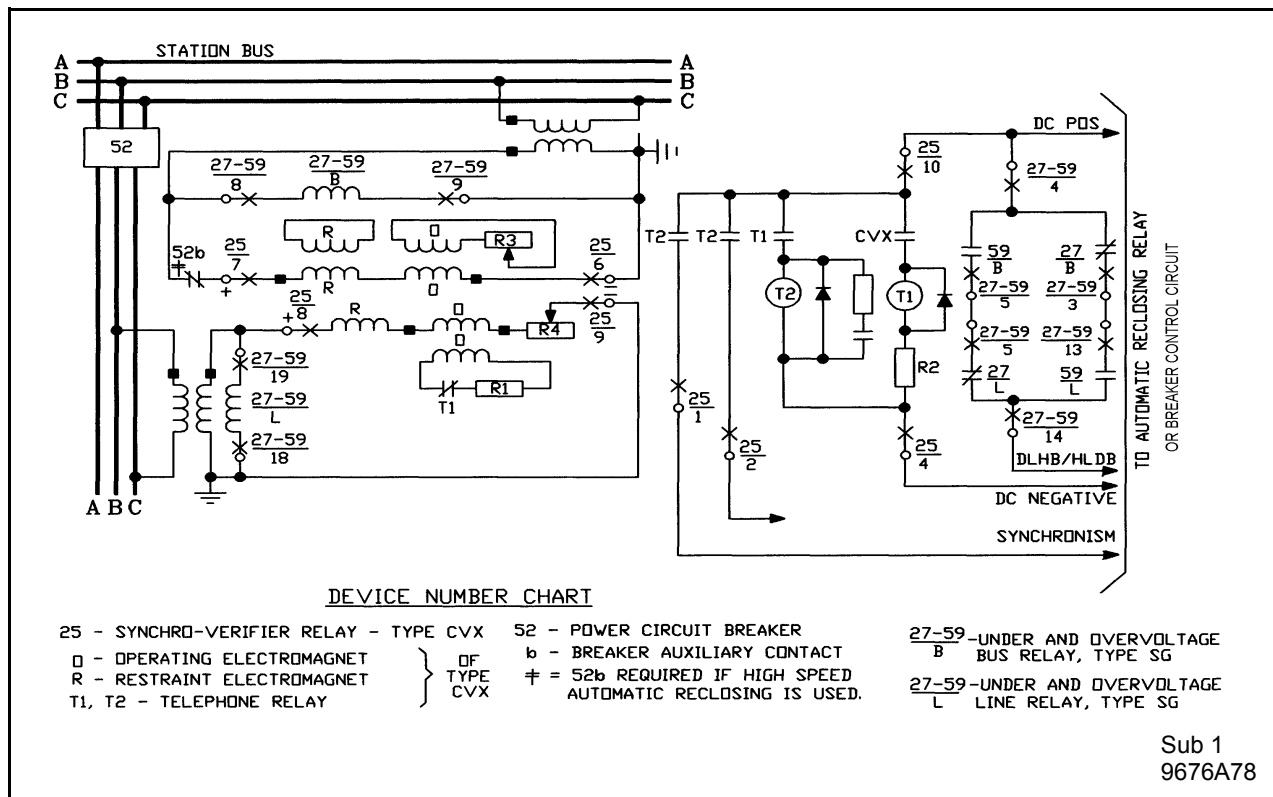 STATION BUS
A A
B B
C C
52
27-59
8
27-59
B
27-59
9
R
O
R3
52b
‡
25
7
+
R
O
25
6
=
25
8
+
R
O
R4
25
9
O
T1
R1
27-59
19
27-59
L
27-59
18
A B C
DC POS
25
10
27-59
4
T2
T2
T1
CVX
59
B
27
B
27-59
5
27-59
3
T2
T1
27-59
5
27-59
13
R2
27
L
59
L
25
1
25
2
25
4
27-59
14
DLHB/HLDB
DC NEGATIVE
SYNCHRONISM
TO AUTOMATIC RECLOSING RELAY
OR BREAKER CONTROL CIRCUIT
DEVICE NUMBER CHART
25 - SYNCHRO-VERIFIER RELAY - TYPE CVX
O - OPERATING ELECTROMAGNET
R - RESTRAINT ELECTROMAGNET
T1, T2 - TELEPHONE RELAY
OF
TYPE
CVX
52 - POWER CIRCUIT BREAKER
b - BREAKER AUXILIARY CONTACT
‡ = 52b REQUIRED IF HIGH SPEED
AUTOMATIC RECLOSING IS USED.
27-59
B
-UNDER AND OVERVOLTAGE
BUS RELAY, TYPE SG
27-59
L
-UNDER AND OVERVOLTAGE
LINE RELAY, TYPE SG
Sub 1
9676A78